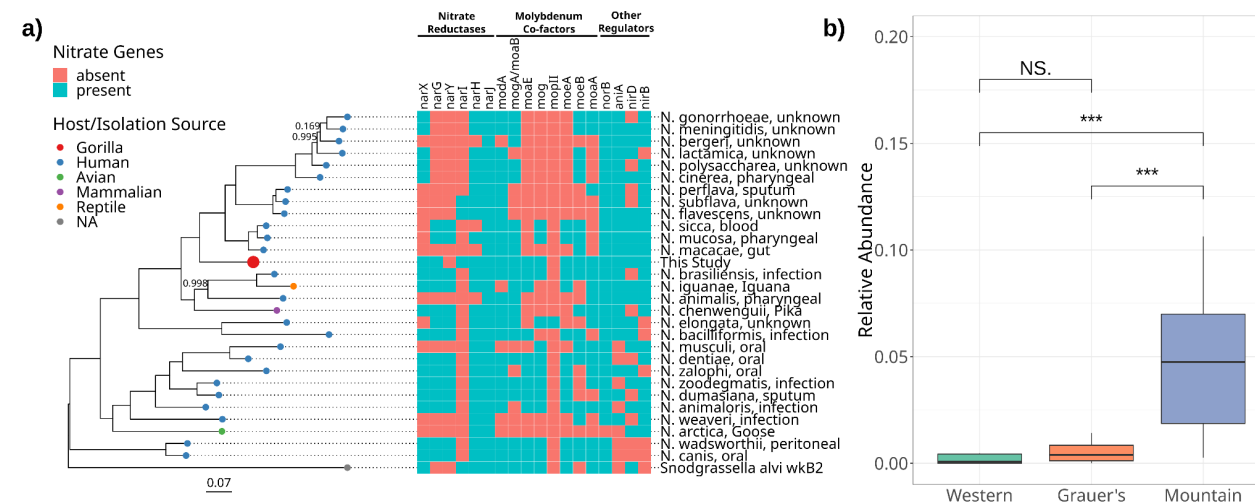 a)
Nitrate Genes
absent
present
Host/Isolation Source
Gorilla
Human
Avian
Mammalian
Reptile
NA
Nitrate
Reductases
Molybdenum
Co-factors
Other
Regulators
narX
narG
narY
narI
narH
narJ
modA
mogA/moaB
moaE
mog
mopII
moeA
moeB
moaA
norB
aniA
nirD
nirB
0.169
0.995
0.998
N. gonorrhoeae, unknown
N. meningitidis, unknown
N. bergeri, unknown
N. lactamica, unknown
N. polysaccharea, unknown
N. cinerea, pharyngeal
N. perflava, sputum
N. subflava, unknown
N. flavescens, unknown
N. sicca, blood
N. mucosa, pharyngeal
N. macacae, gut
This Study
N. brasiliensis, infection
N. iguanae, Iguana
N. animalis, pharyngeal
N. chenwenguii, Pika
N. elongata, unknown
N. bacilliformis, infection
N. musculi, oral
N. dentiae, oral
N. zalophi, oral
N. zoodegmatis, infection
N. dumasiana, sputum
N. animaloris, infection
N. weaveri, infection
N. arctica, Goose
N. wadsworthii, peritoneal
N. canis, oral
Snodgrassella alvi wkB2
0.07
b)
Relative Abundance
0.20
0.15
0.10
0.05
0.00
NS.
***
***
Western
Grauer's
Mountain